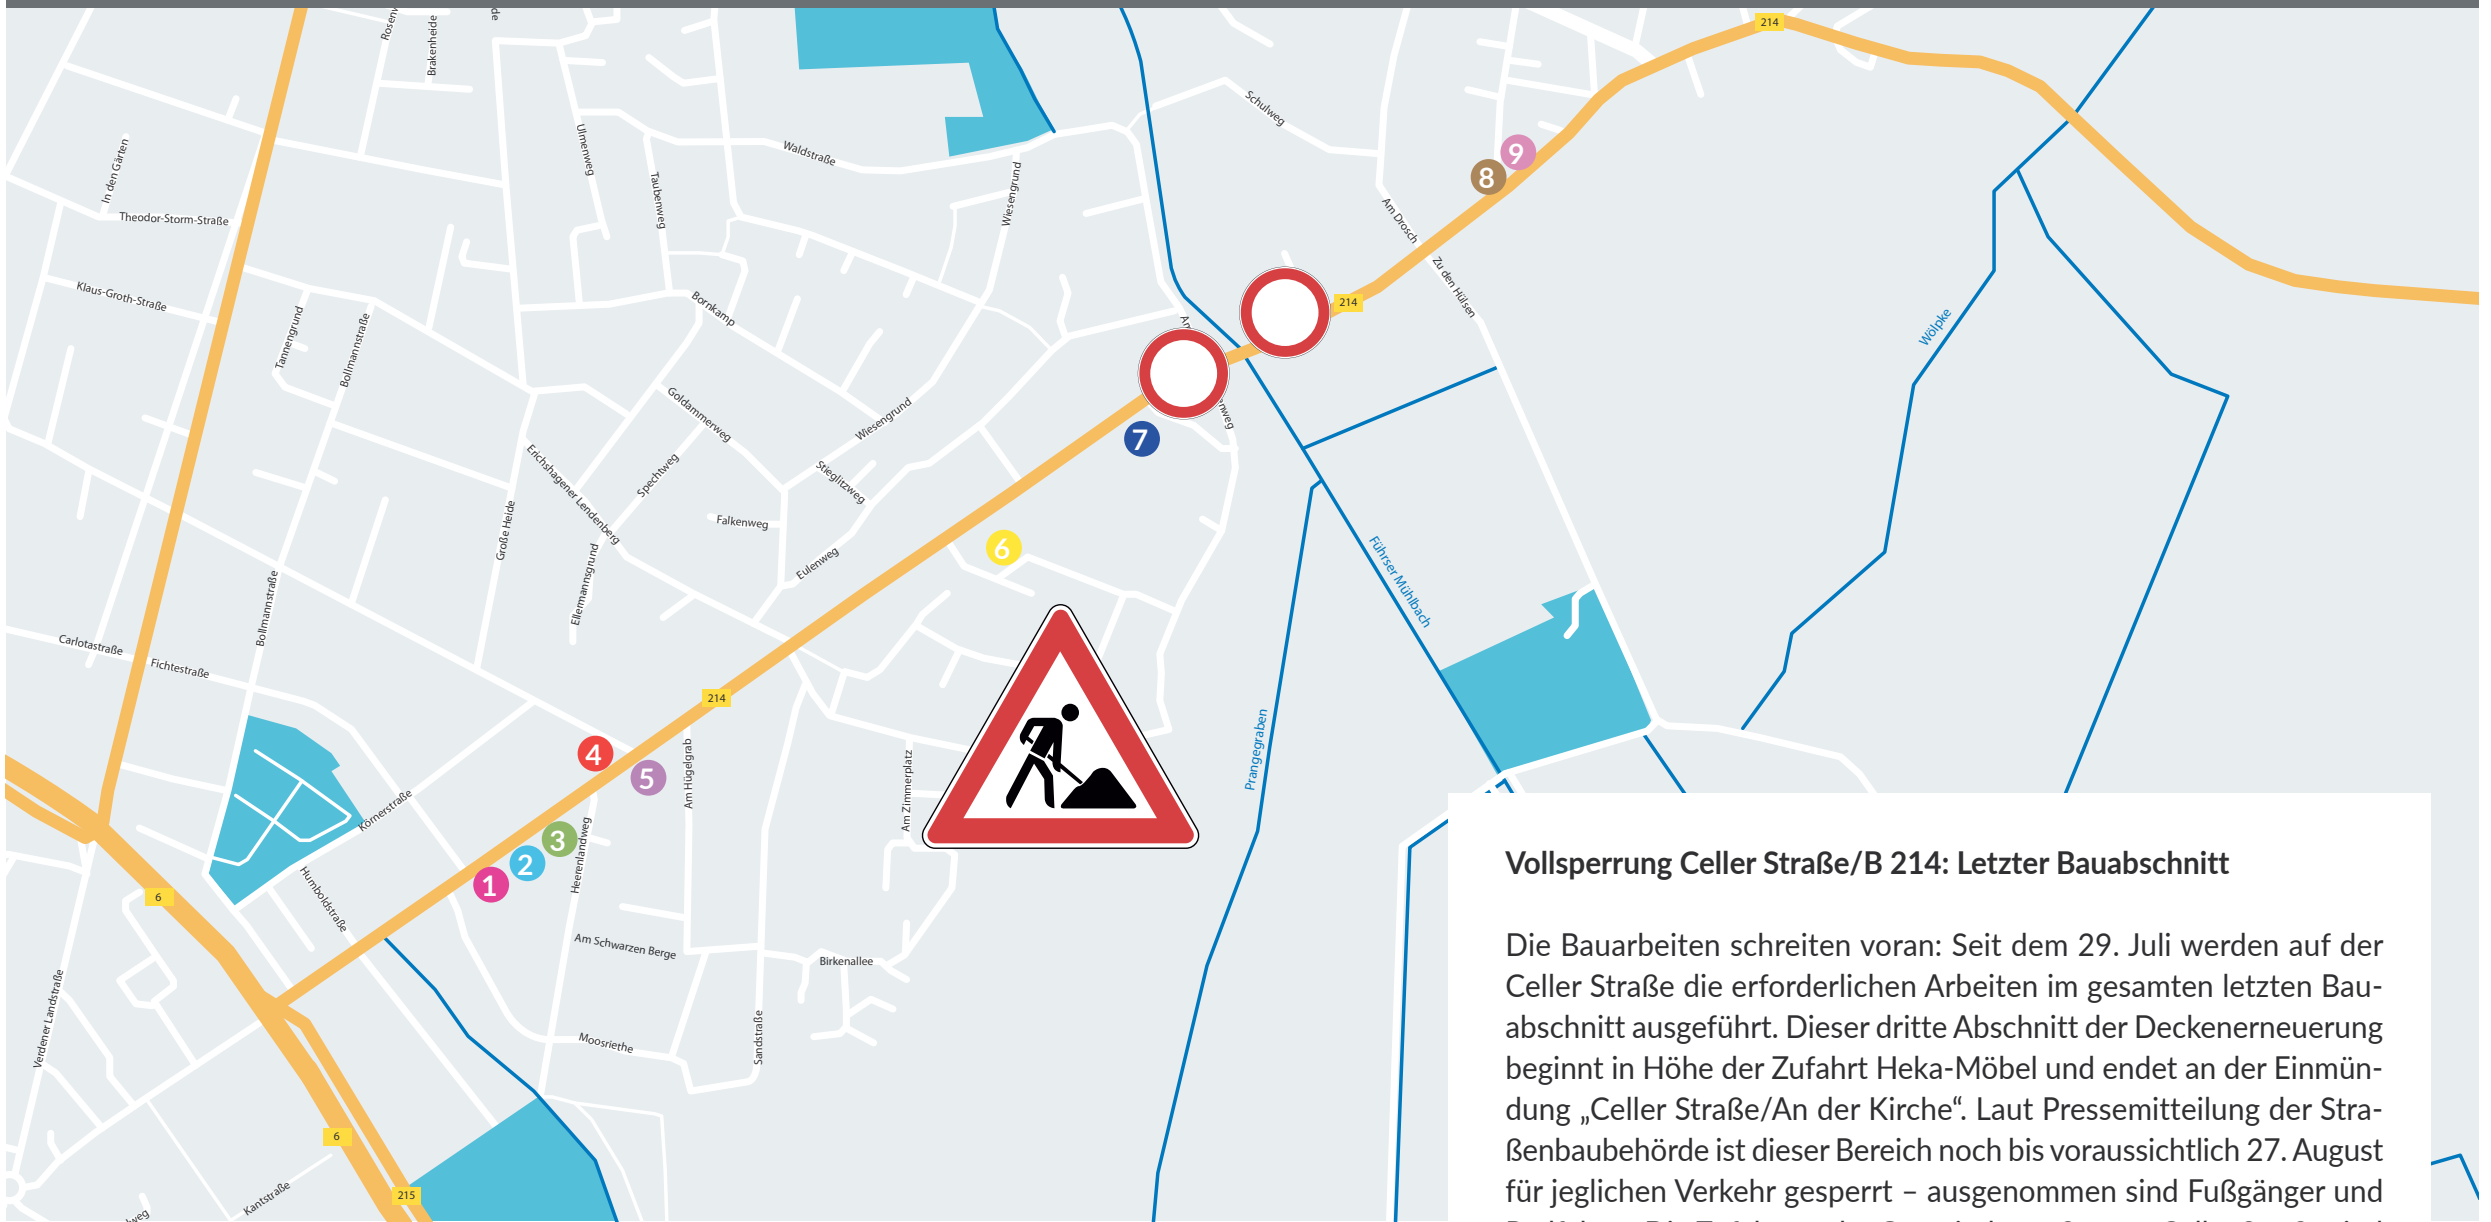 214
Brakenheide
Schulweg
Ulmenweg
Waldstraße
9
8
In den Gärten
Taubenweg
Wiesengrund
Theodor-Storm-Straße
Am Drosch
Zu den Hülsen
Klaus-Groth-Straße
Bornkamp
214
Tannengrund
Bollmannstraße
Wölpke
Goldammerweg
Wiesengrund
7
Erichshagener Lendenberg
Spechtweg
Stieglitzweg
Große Heide
Falkenweg
6
Eulenweg
Ellermannsgrund
Führser Mühlbach
Bollmannstraße
Carlotastraße
Fichtestraße
214
4
5
Am Hügelgrab
Am Zimmerplatz
Prangegraben
Körnerstraße
3
2
1
Heerenlandweg
6
Humboldstraße
Am Schwarzen Berge
Birkenallee
Verdener Landstraße
Moosriethe
Sandstraße
6
215
Kantstraße
Vollsperrung Celler Straße/B 214: Letzter Bauabschnitt
Die Bauarbeiten schreiten voran: Seit dem 29. Juli werden auf der
Celler Straße die erforderlichen Arbeiten im gesamten letzten Bau-
abschnitt ausgeführt. Dieser dritte Abschnitt der Deckenerneuerung
beginnt in Höhe der Zufahrt Heka-Möbel und endet an der Einmün-
dung „Celler Straße/An der Kirche“. Laut Pressemitteilung der Stra-
ßenbaubehörde ist dieser Bereich noch bis voraussichtlich 27. August
für jeglichen Verkehr gesperrt – ausgenommen sind Fußgänger und